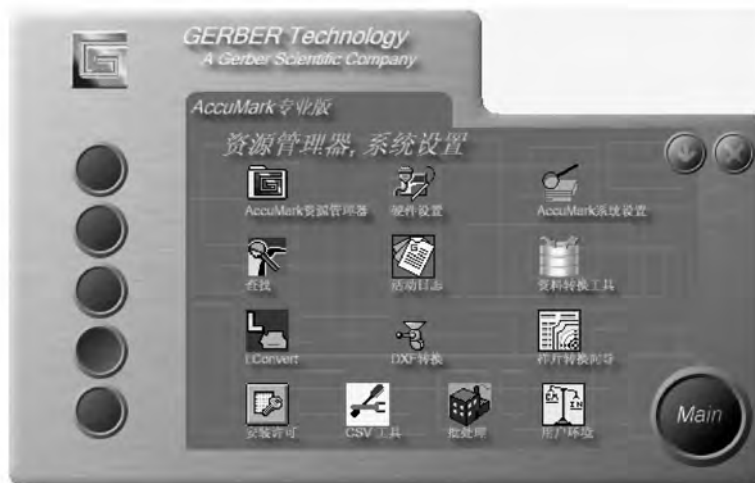 GERBER Technology
A Gerber Scientific Company
AccuMark专业版
资源管理器,系统设置
AccuMark资源管理器 硬件设置 AccuMark系统设置
查找 活动日志 资料转换工具
LConvert DXF转换 样片转换向导
安装许可 CSV 工具 批处理 用户环境
Main